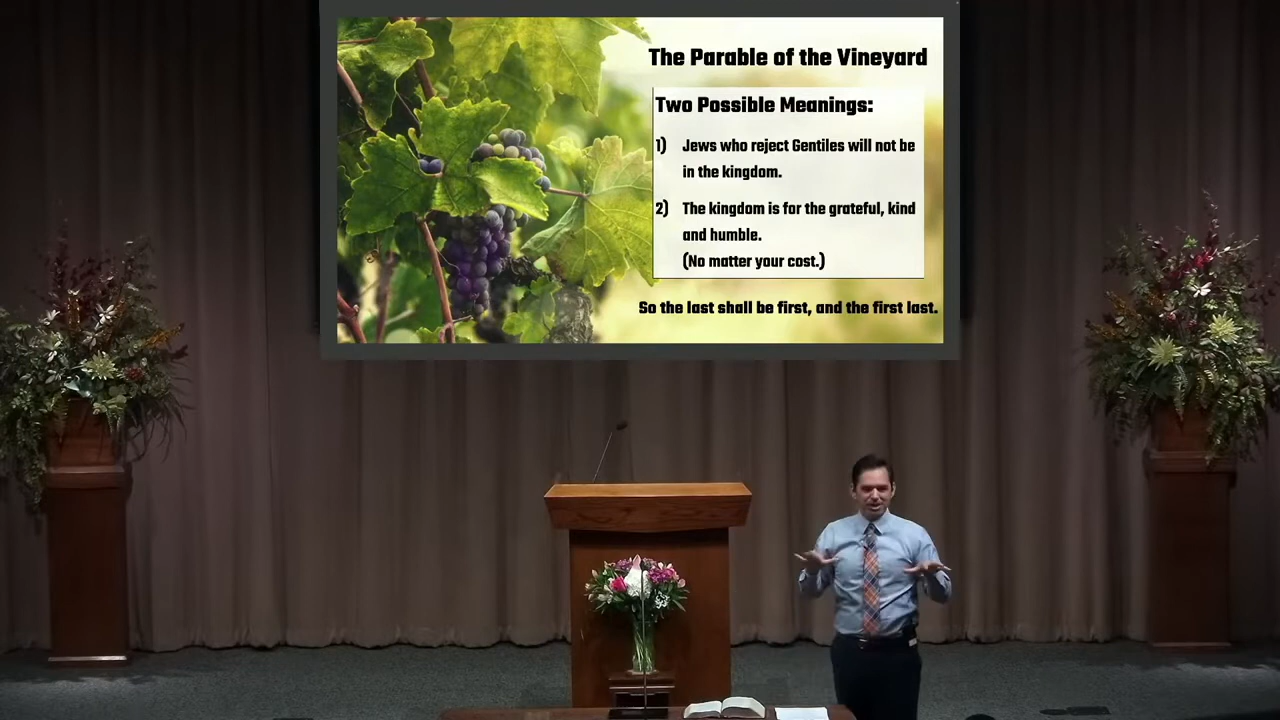 The Parable of the Vineyard
Two Possible Meanings:
1) Jews who reject Gentiles will not be
in the kingdom.
2) The kingdom is for the grateful, kind
and humble.
(No matter your cost.)
So the last shall be first, and the first last.